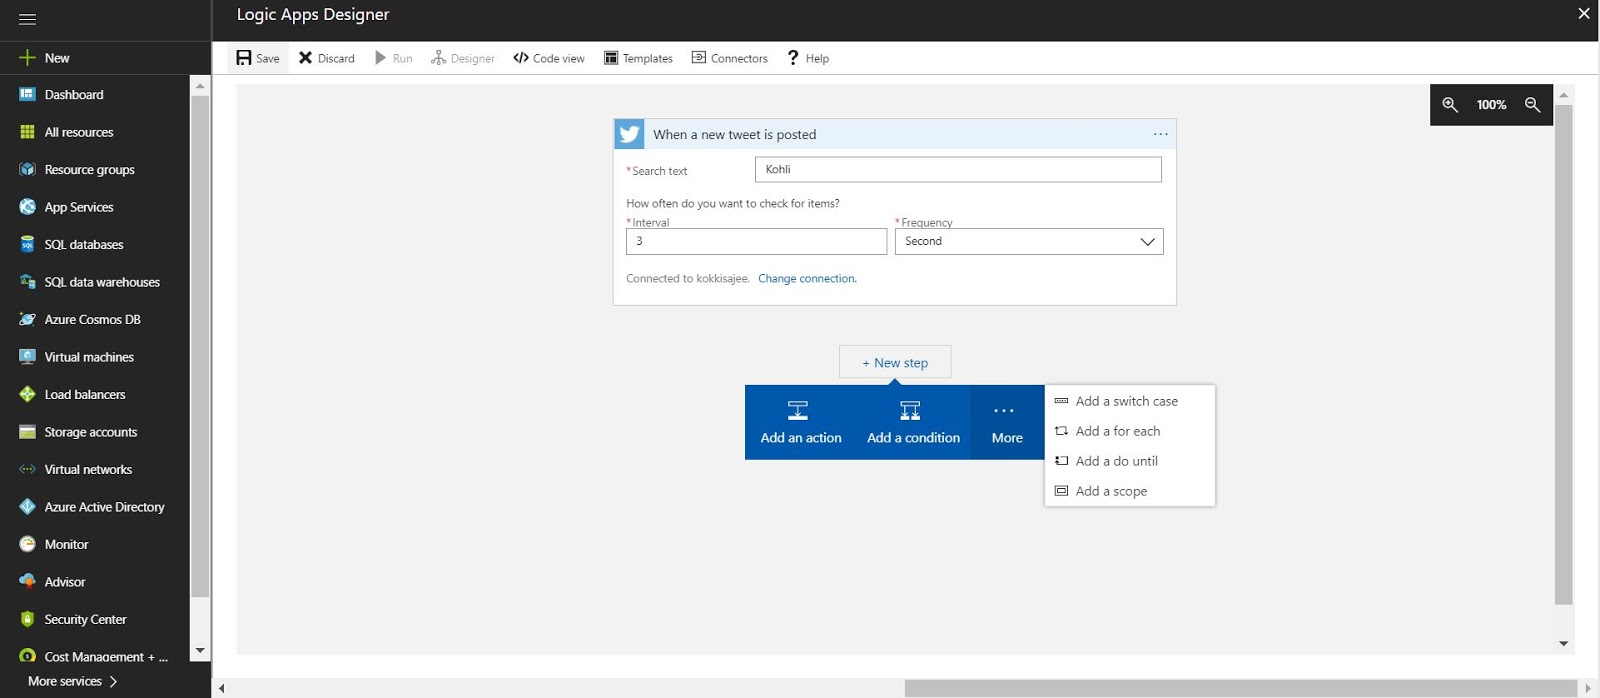 Logic Apps Designer
New
Save
Discard
Run
Designer
Code view
Templates
Connectors
Help
Dashboard
All resources
Resource groups
App Services
SQL databases
SQL data warehouses
Azure Cosmos DB
Virtual machines
Load balancers
Storage accounts
Virtual networks
Azure Active Directory
Monitor
Advisor
Security Center
Cost Management + ...
More services
100%
When a new tweet is posted
...
*Search text
Kohli
How often do you want to check for items?
*Interval
*Frequency
3
Second
Connected to kokkisajee. Change connection.
+ New step
Add an action
Add a condition
...
More
Add a switch case
Add a for each
Add a do until
Add a scope